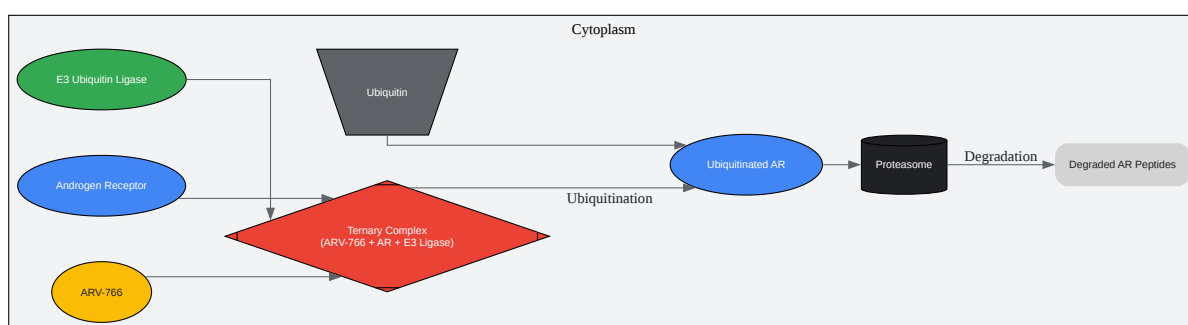 Cytoplasm
E3 Ubiquitin Ligase
Ubiquitin
Androgen Receptor
Ubiquitinated AR
Proteasome
Degradation
Degraded AR Peptides
Ubiquitination
Ternary Complex
(ARV-766 + AR + E3 Ligase)
ARV-766